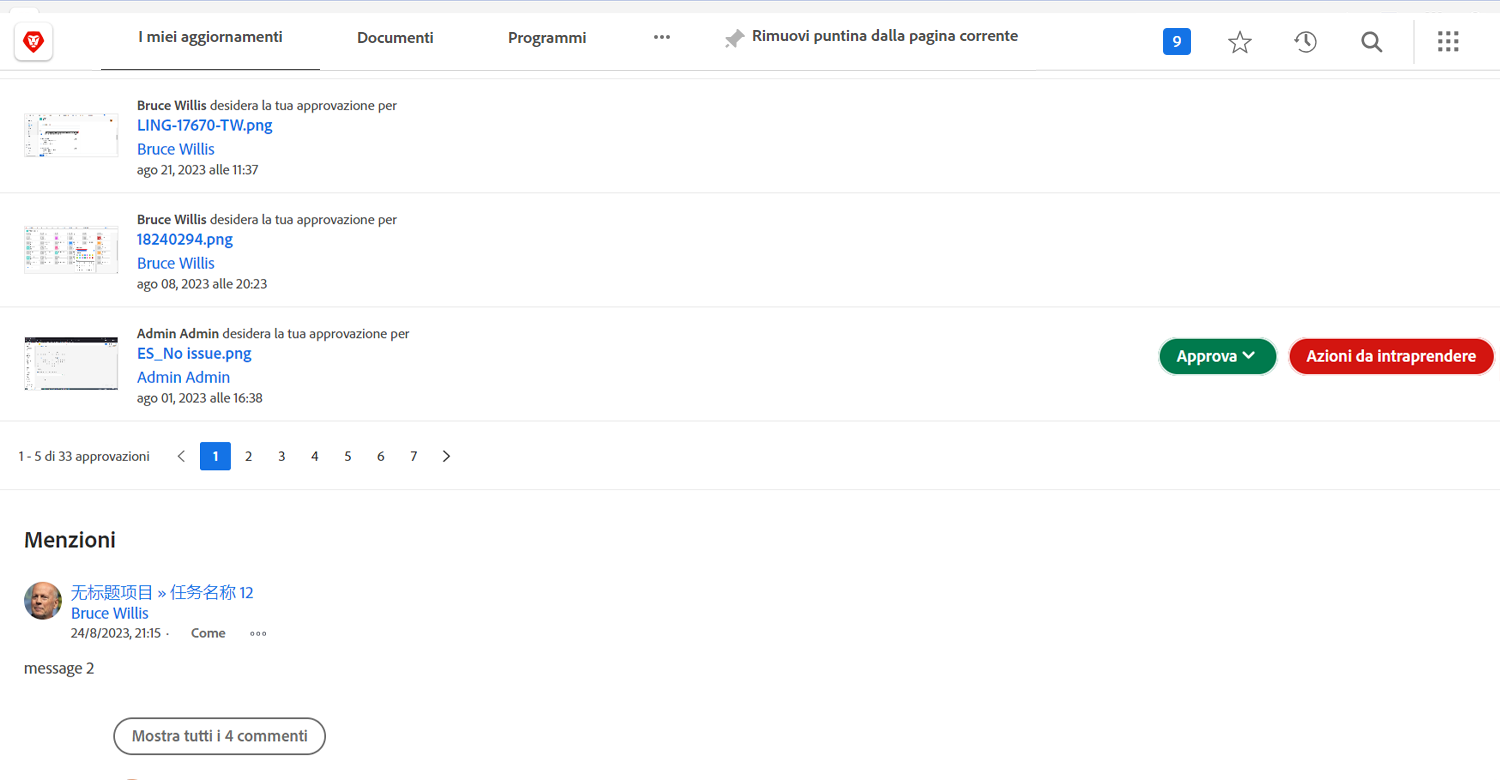 I miei aggiornamenti
Documenti
Programmi
Rimuovi puntina dalla pagina corrente
9
Bruce Willis desidera la tua approvazione per
LING-17670-TW.png
Bruce Willis
ago 21, 2023 alle 11:37
Bruce Willis desidera la tua approvazione per
18240294.png
Bruce Willis
ago 08, 2023 alle 20:23
Admin Admin desidera la tua approvazione per
ES_No issue.png
Admin Admin
ago 01, 2023 alle 16:38
Approva
Azioni da intraprendere
1 - 5 di 33 approvazioni
1 2 3 4 5 6 7
Menzioni
无标题项目 » 任务名称 12
Bruce Willis
24/8/2023, 21:15 · Come
message 2
Mostra tutti i 4 commenti